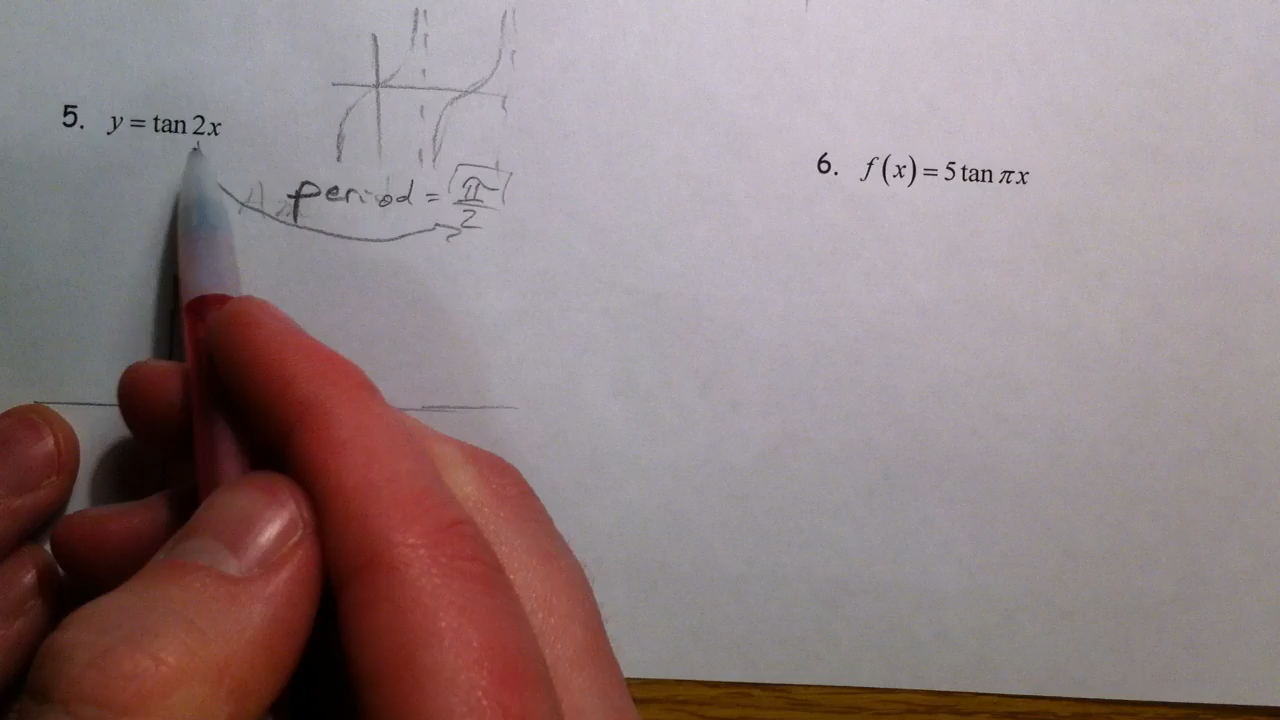 5. y = tan 2x
period = π/2
6. f(x) = 5 tan πx